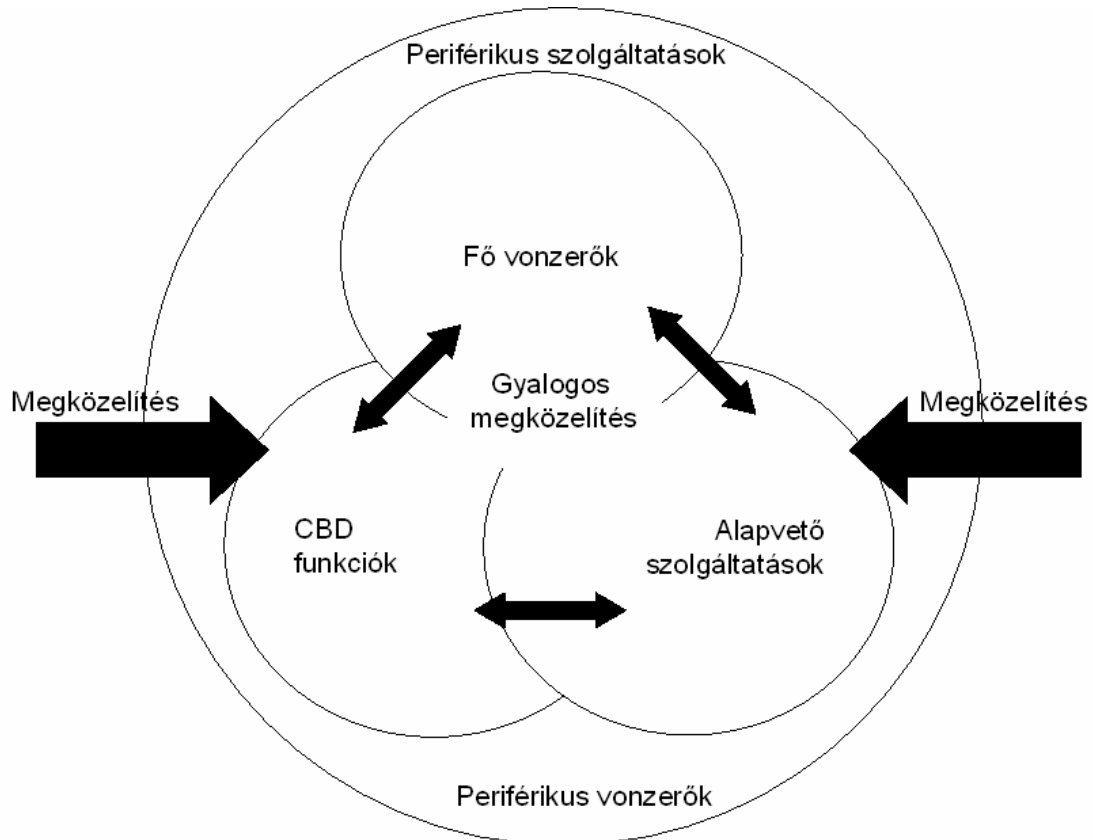 Periférikus szolgáltatások
Fő vonzerők
Megközelítés
Gyalogos
megközelítés
Megközelítés
CBD
funkciók
Alapvető
szolgáltatások
Periférikus vonzerők